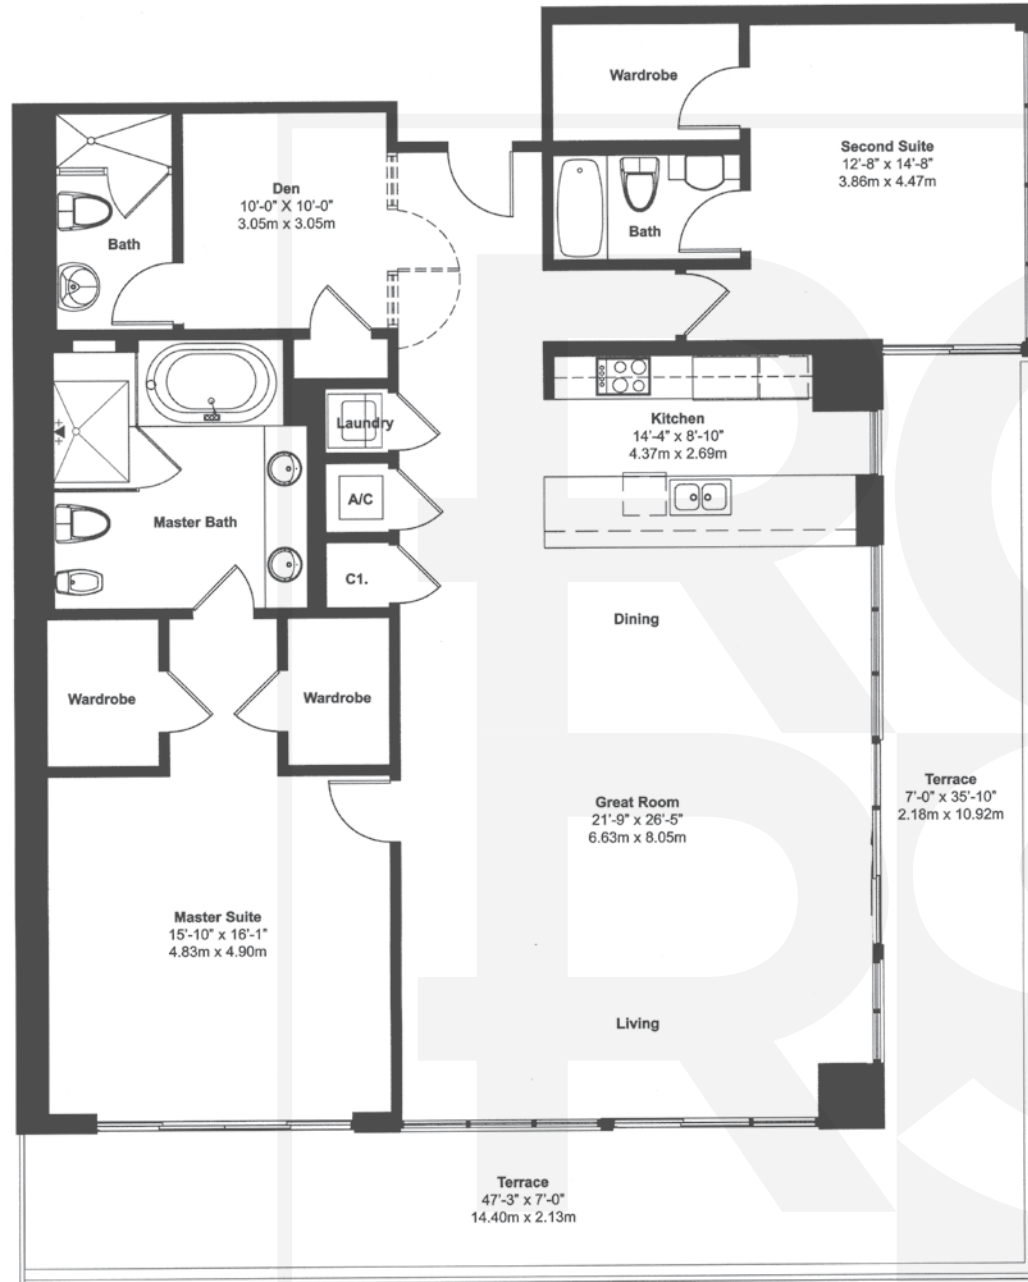 Wardrobe
Second Suite
12'-8" x 14'-8"
3.86m x 4.47m
Den
10'-0" X 10'-0"
3.05m x 3.05m
Bath
Bath
Kitchen
14'-4" x 8'-10"
4.37m x 2.69m
Laundry
A/C
Master Bath
C1.
Dining
Wardrobe
Wardrobe
Great Room
21'-9" x 26'-5"
6.63m x 8.05m
Terrace
7'-0" x 35'-10"
2.18m x 10.92m
Master Suite
15'-10" x 16'-1"
4.83m x 4.90m
Living
Terrace
47'-3" x 7'-0"
14.40m x 2.13m